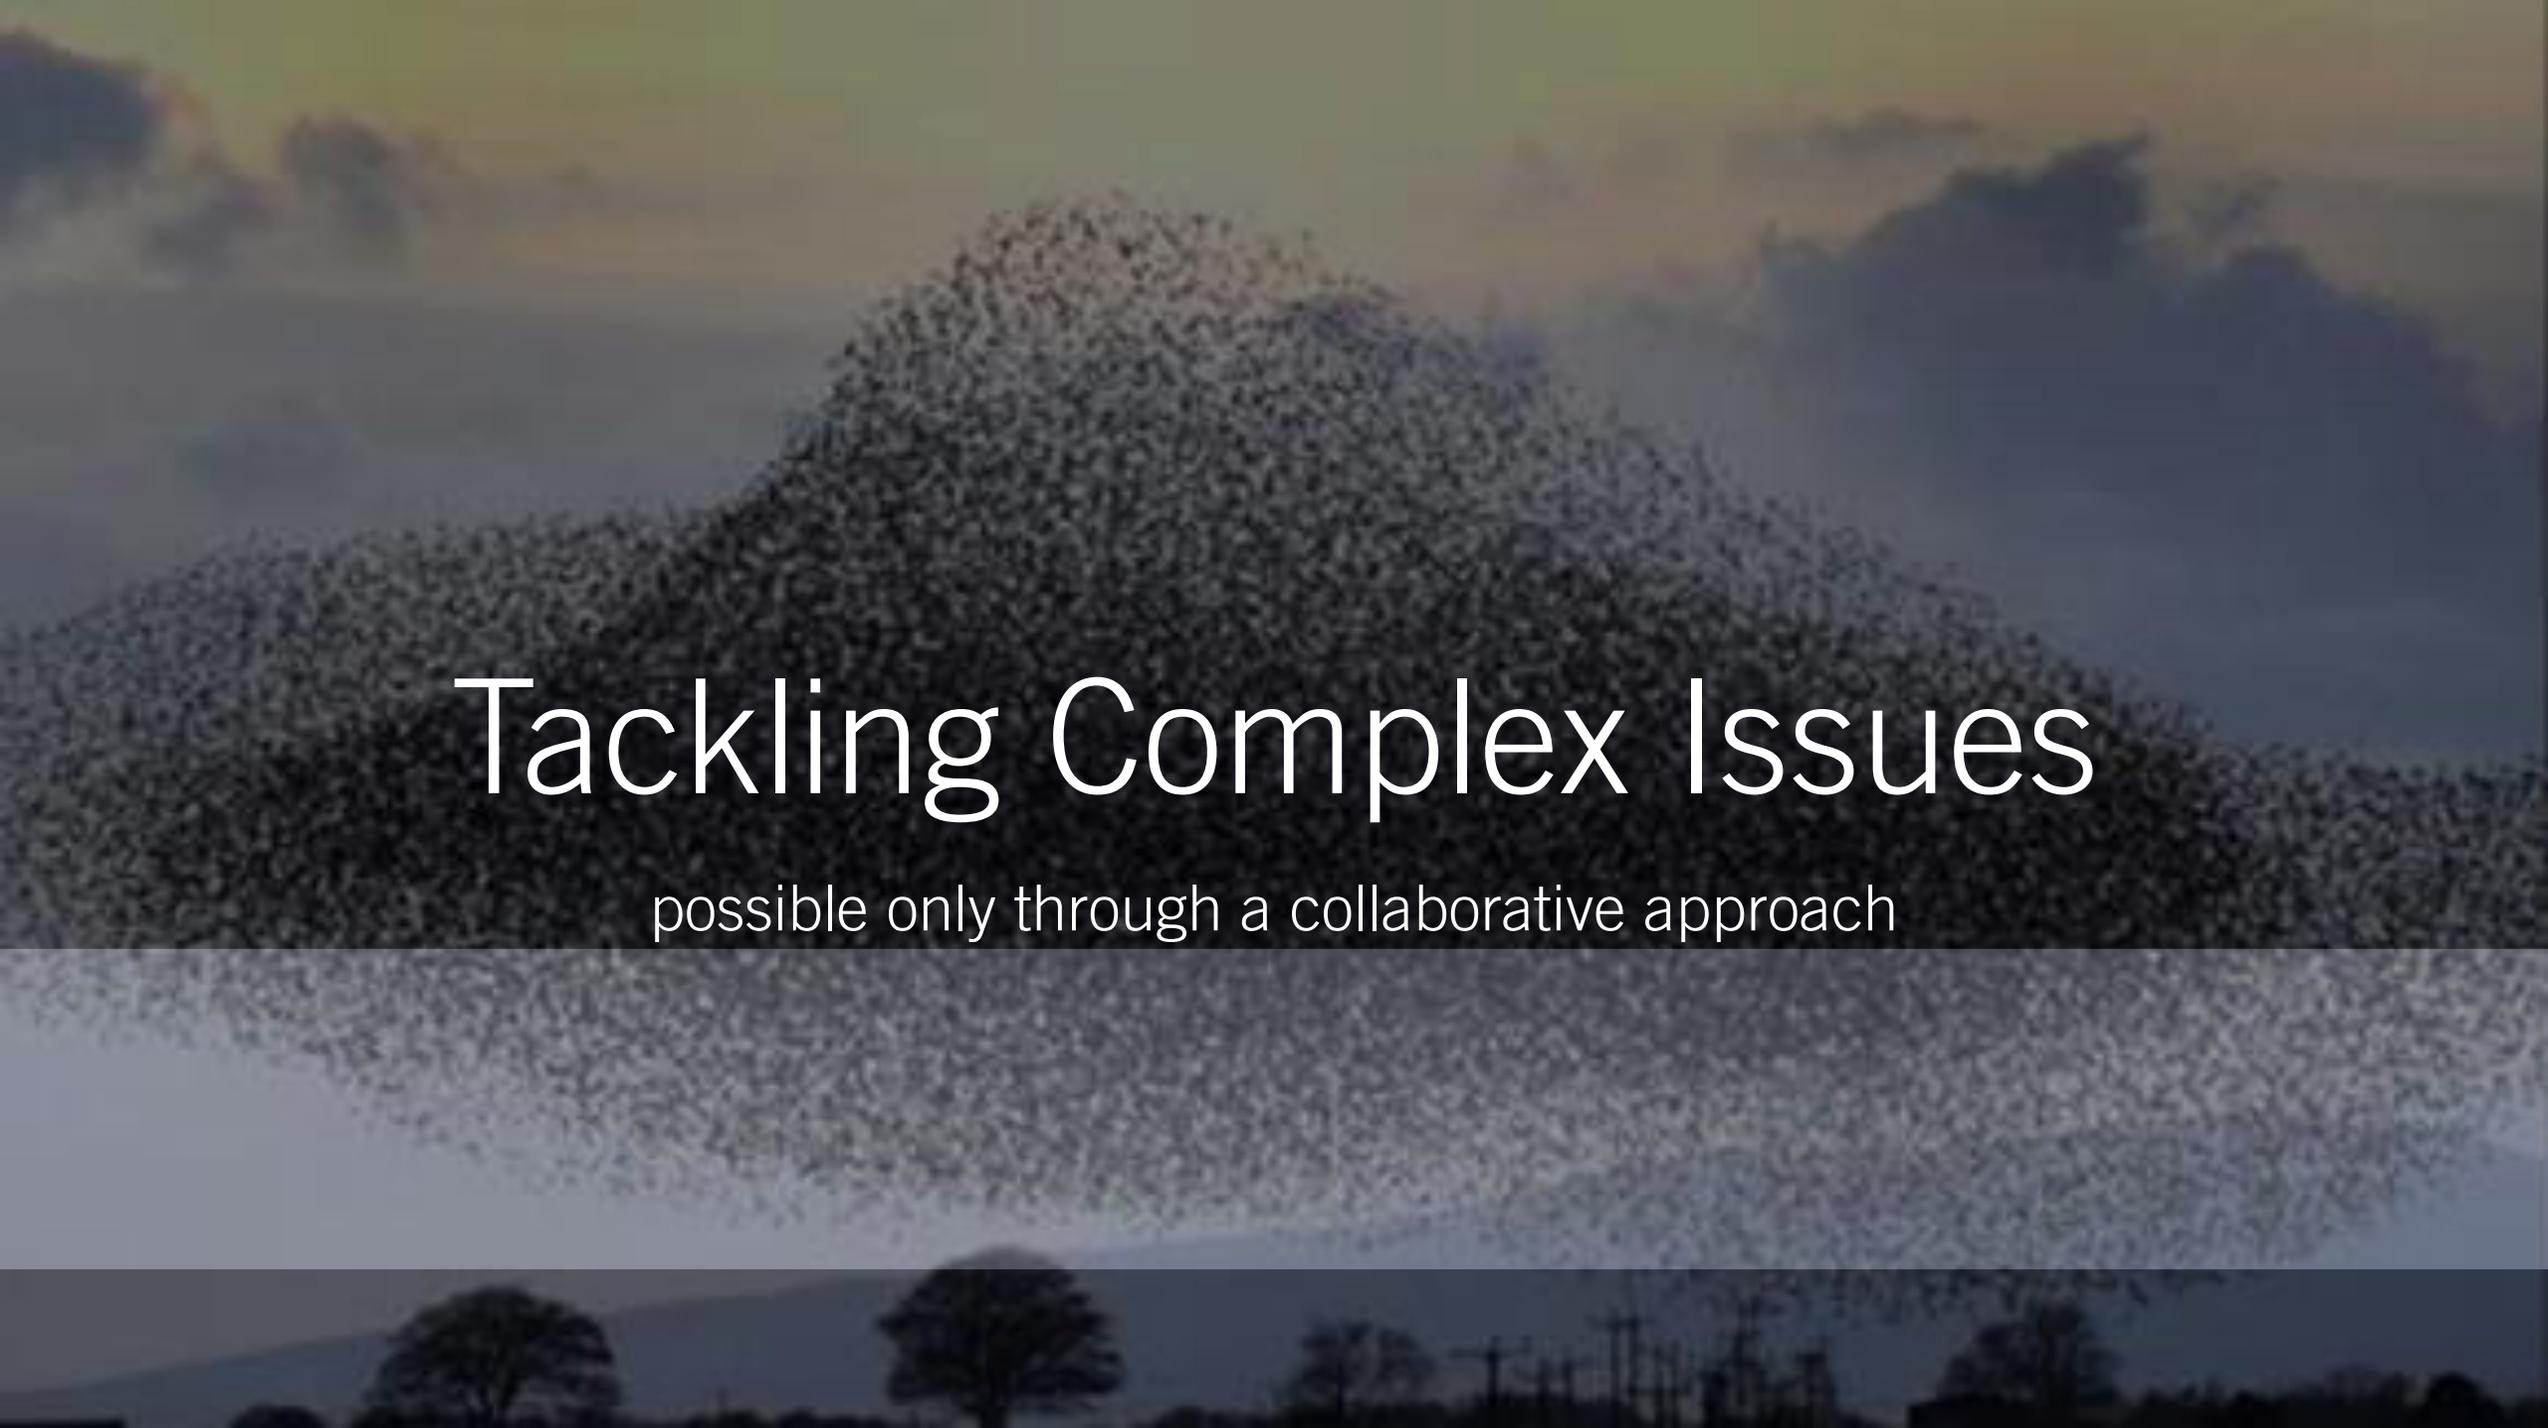 Tackling Complex Issues
possible only through a collaborative approach